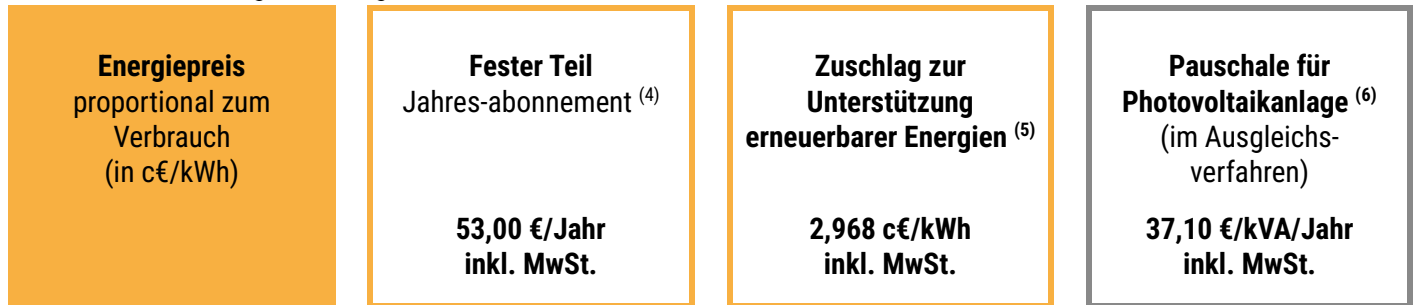 Energiepreis
proportional zum
Verbrauch
(in c€/kWh)
Fester Teil
Jahres-abonnement (4)
53,00 €/Jahr
inkl. MwSt.
Zuschlag zur
Unterstützung
erneuerbarer Energien (5)
2,968 c€/kWh
inkl. MwSt.
Pauschale für
Photovoltaikanlage (6)
(im Ausgleichs-
verfahren)
37,10 €/kVA/Jahr
inkl. MwSt.